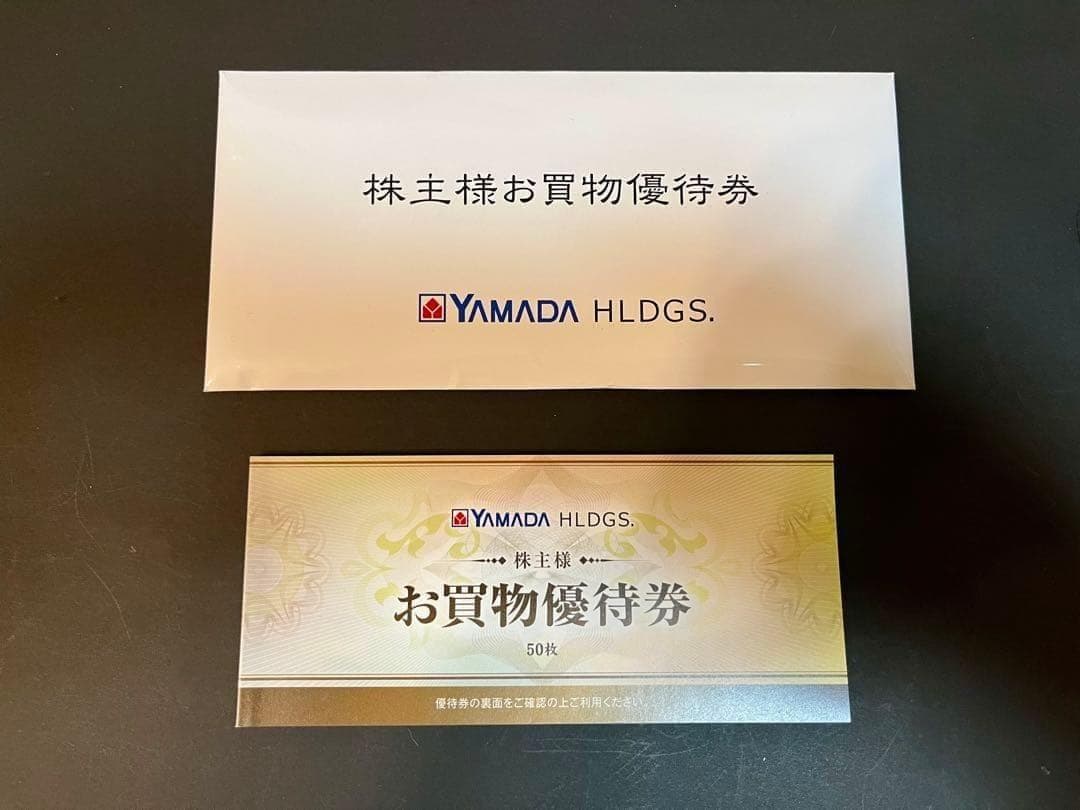 株主様お買物優待券
YAMADA HLDGS.
YAMADA HLDGS.
株主様
お買物優待券
50枚
優待券の裏面をご確認の上ご利用ください。